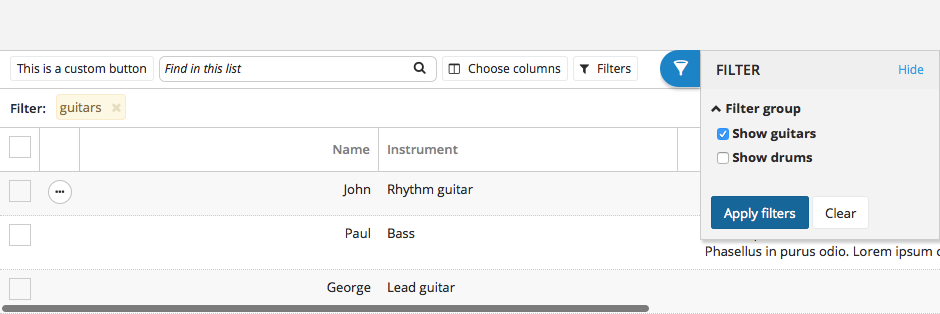 This is a custom button
Find in this list
Choose columns
Filters
FILTER
Hide
Filter:
guitars
Filter group
Show guitars
Show drums
Apply filters
Clear
Name
Instrument
John
Rhythm guitar
Paul
Bass
Phasellus in purus odio. Lorem ipsum
George
Lead guitar